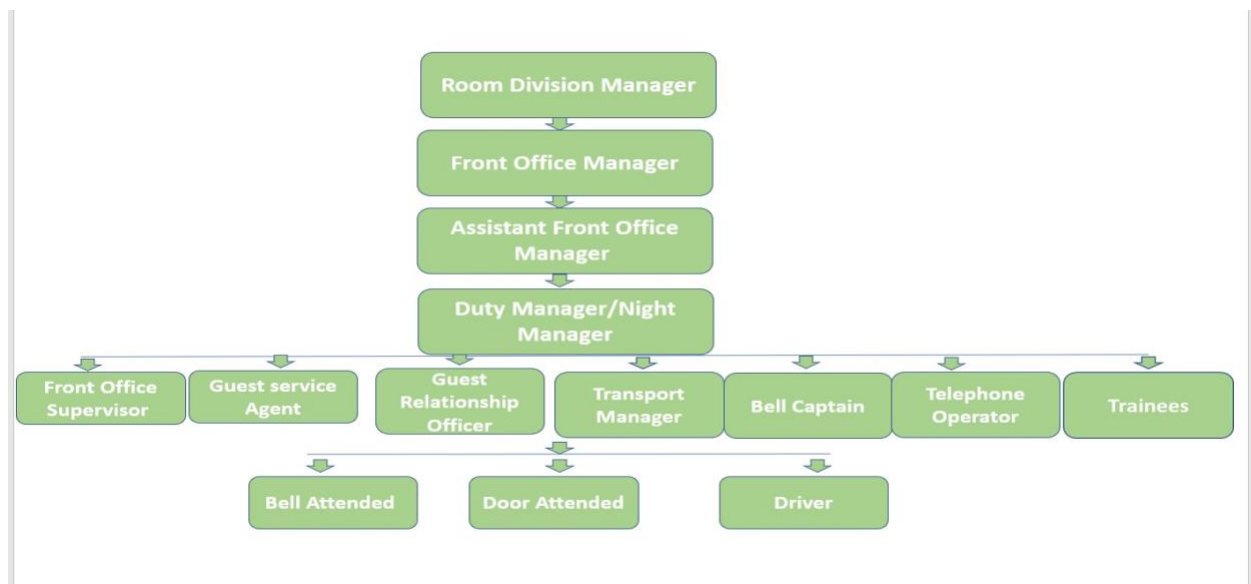 Room Division Manager
Front Office Manager
Assistant Front Office
Manager
Duty Manager/Night
Manager
Front Office
Supervisor
Guest service
Agent
Guest
Relationship
Officer
Transport
Manager
Bell Captain
Telephone
Operator
Trainees
Bell Attended
Door Attended
Driver